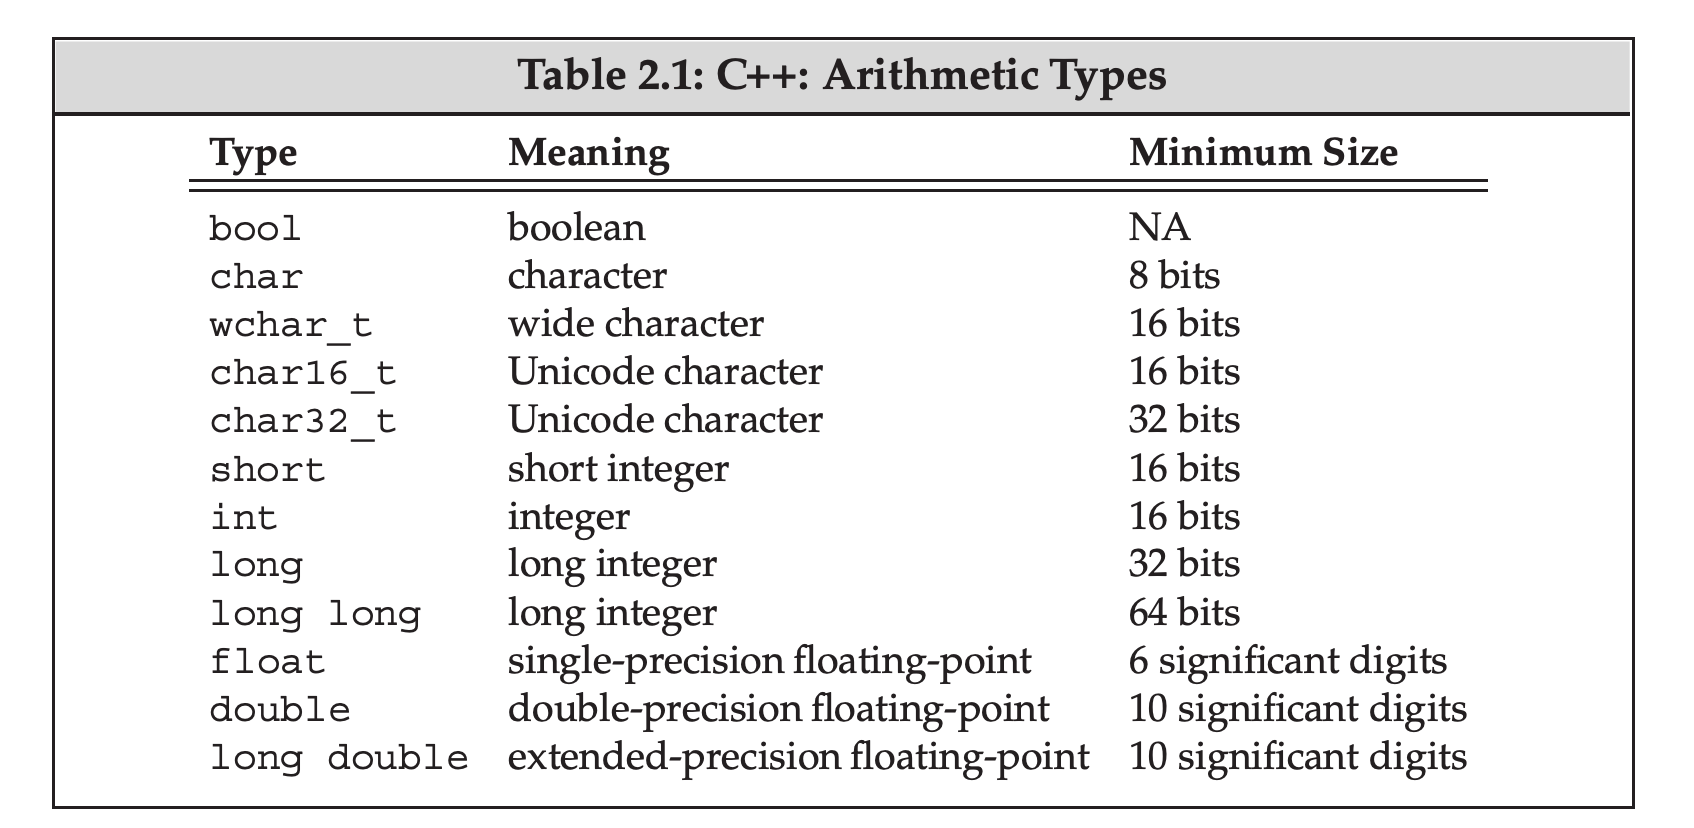 Table 2.1: C++: Arithmetic Types
Type Meaning Minimum Size
bool boolean NA
char character 8 bits
wchar_t wide character 16 bits
char16_t Unicode character 16 bits
char32_t Unicode character 32 bits
short short integer 16 bits
int integer 16 bits
long long integer 32 bits
long long long integer 64 bits
float single-precision floating-point 6 significant digits
double double-precision floating-point 10 significant digits
long double extended-precision floating-point 10 significant digits